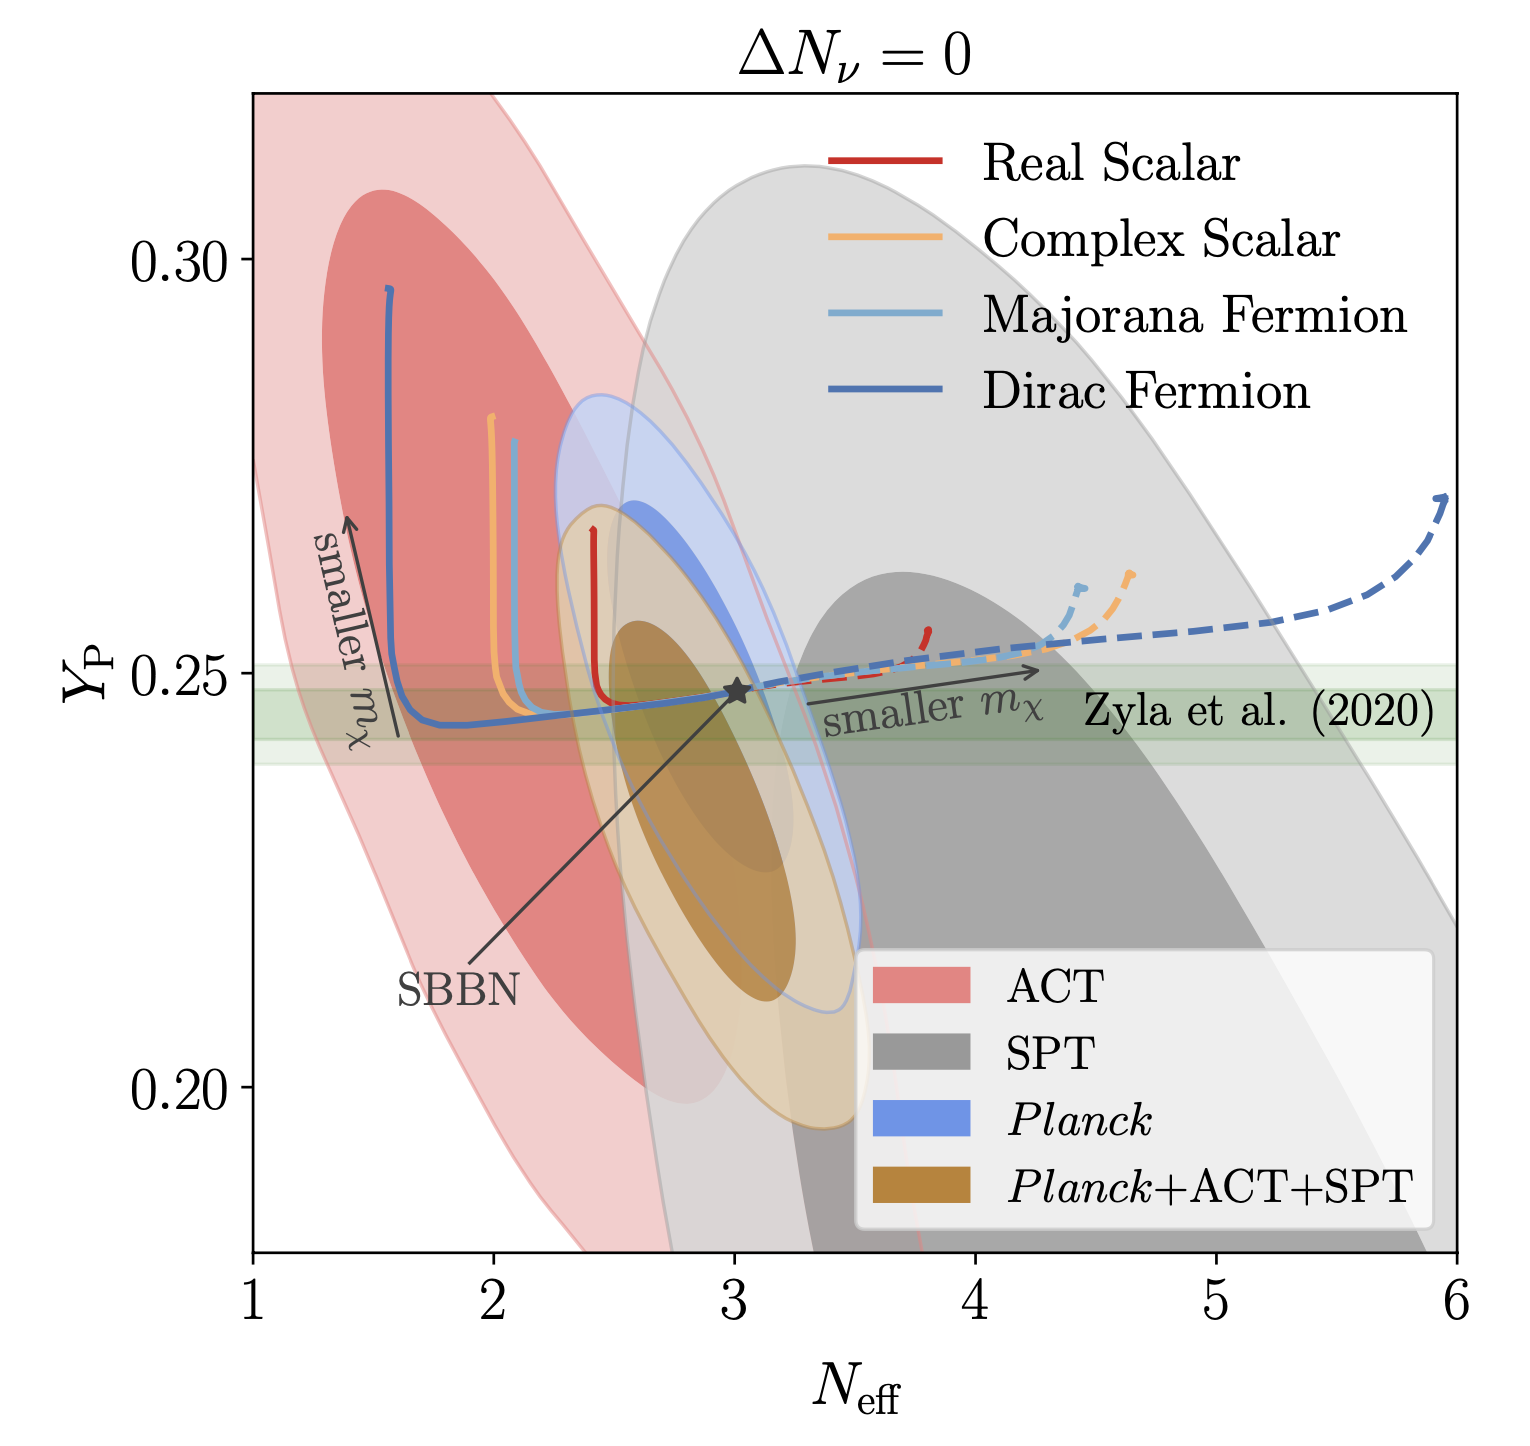 ΔN_ν = 0
Real Scalar
Complex Scalar
Majorana Fermion
Dirac Fermion
0.30
0.25
0.20
Y_P
smaller m_χ
smaller m_χ
Zyla et al. (2020)
SBBN
ACT
SPT
Planck
Planck+ACT+SPT
1 2 3 4 5 6
N_eff